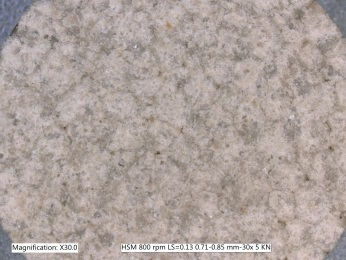 Magnification: X30.0
HSM 800 rpm LS=0.13 0.71-0.85 mm-30x 5 KN